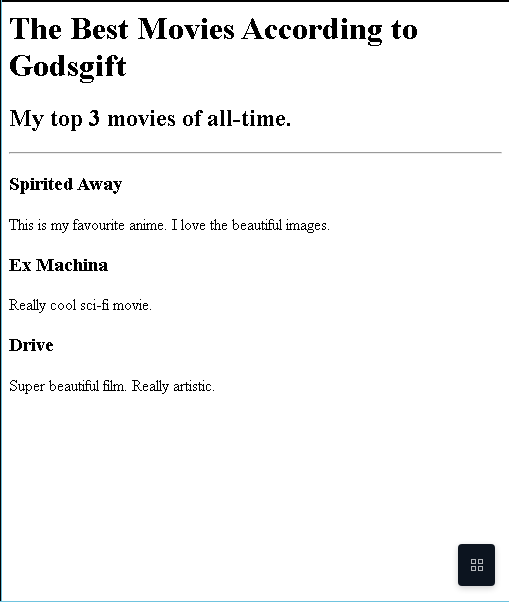 The Best Movies According to
Godsgift
My top 3 movies of all-time.
Spirited Away
This is my favourite anime. I love the beautiful images.
Ex Machina
Really cool sci-fi movie.
Drive
Super beautiful film. Really artistic.